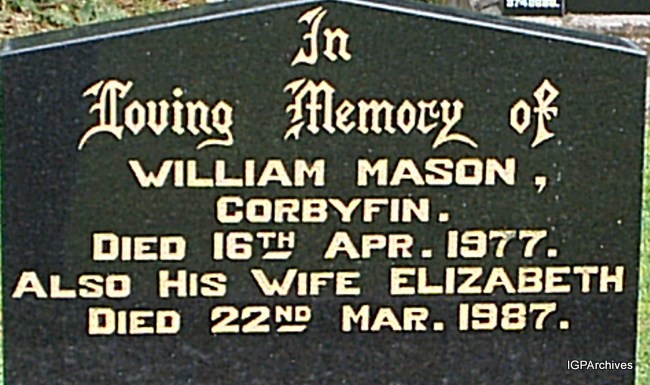 In
Loving Memory of
WILLIAM MASON,
CORBYFIN.
DIED 16TH APR. 1977.
ALSO HIS WIFE ELIZABETH
DIED 22ND MAR. 1987.
IGPArchives